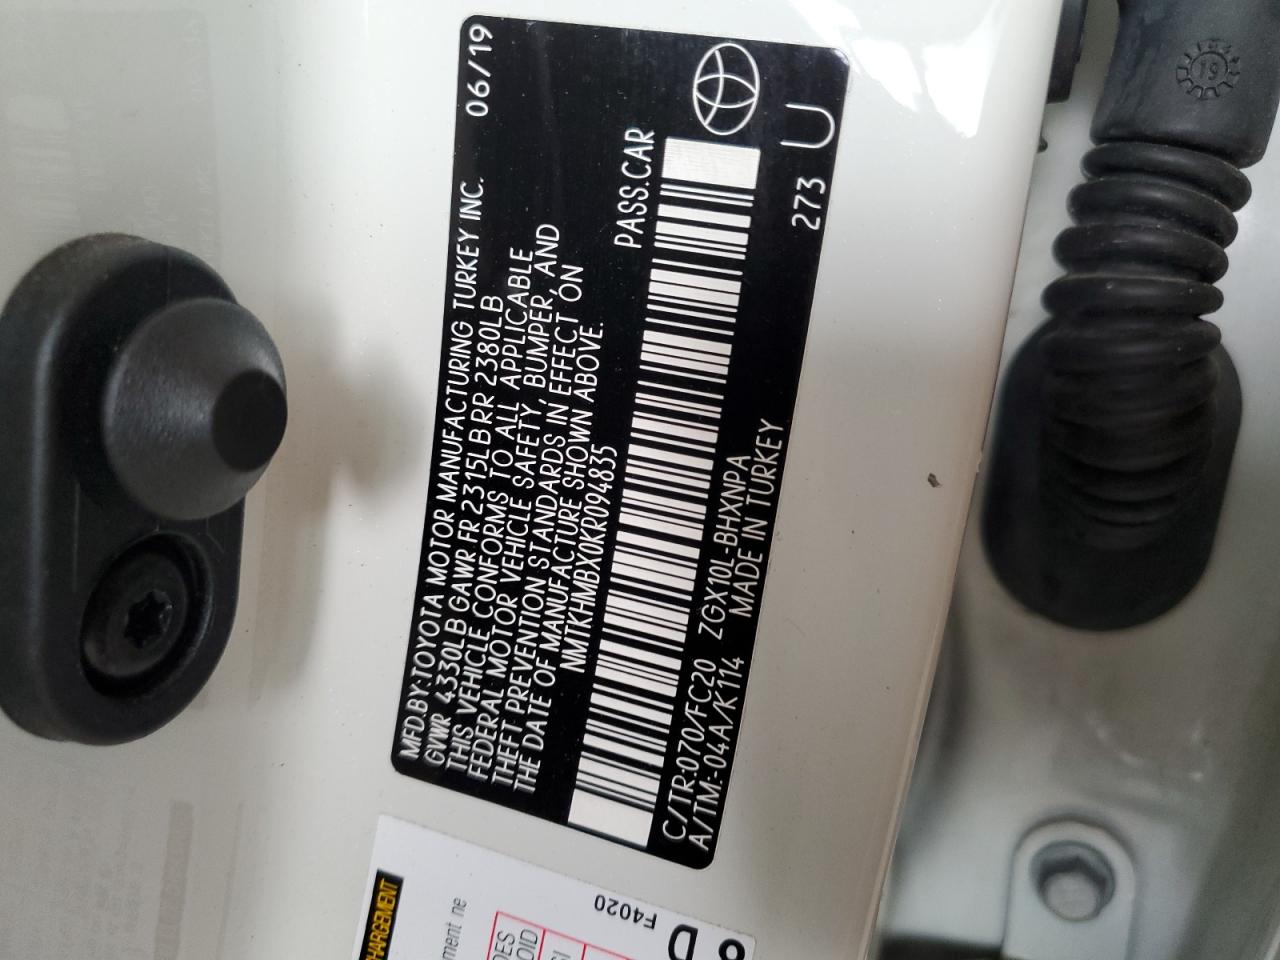 MFD.BY:TOYOTA MOTOR MANUFACTURING TURKEY INC. 06/19
GVWR 4330LB GAWR FR 2315LB RR 2380LB
THIS VEHICLE CONFORMS TO ALL APPLICABLE
FEDERAL MOTOR VEHICLE SAFETY, BUMPER, AND
THEFT PREVENTION STANDARDS IN EFFECT ON
THE DATE OF MANUFACTURE SHOWN ABOVE.
NMTKHMBX0KR094835 PASS.CAR
C/TR:070/FC20 ZGX10L-BHXNPA 273 U
A/TM:-04A/K114 MADE IN TURKEY
19
F4020
HARGEMENT